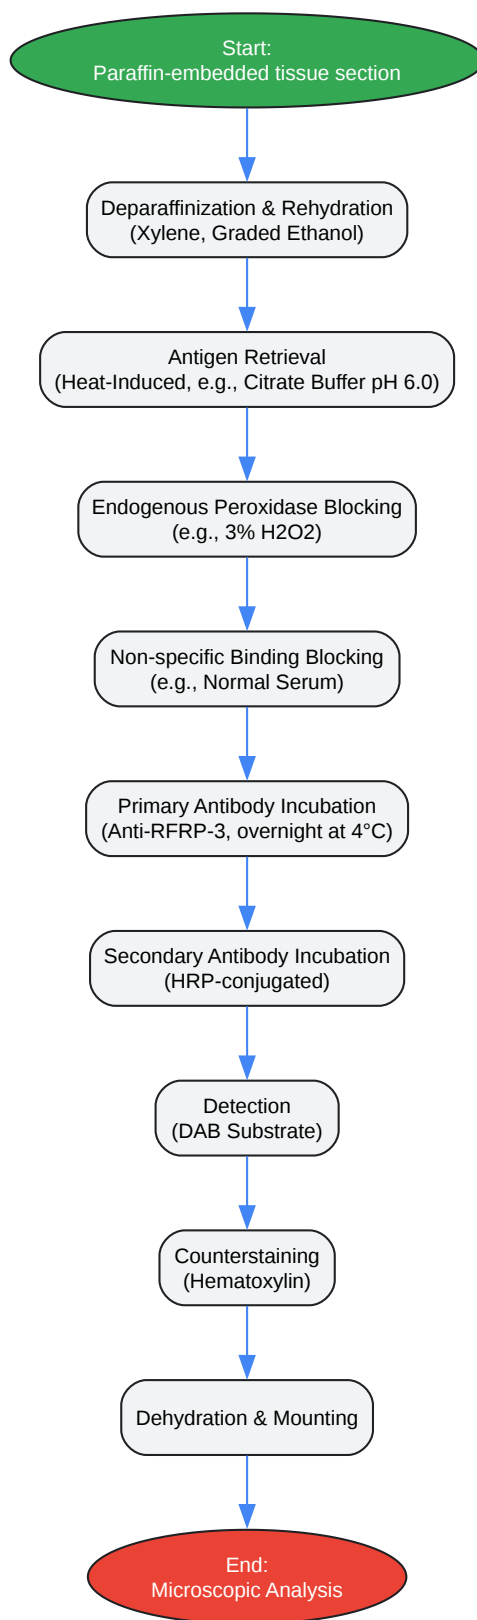 Start:
Paraffin-embedded tissue section
Deparaffinization & Rehydration
(Xylene, Graded Ethanol)
Antigen Retrieval
(Heat-Induced, e.g., Citrate Buffer pH 6.0)
Endogenous Peroxidase Blocking
(e.g., 3% H2O2)
Non-specific Binding Blocking
(e.g., Normal Serum)
Primary Antibody Incubation
(Anti-RFRP-3, overnight at 4°C)
Secondary Antibody Incubation
(HRP-conjugated)
Detection
(DAB Substrate)
Counterstaining
(Hematoxylin)
Dehydration & Mounting
End:
Microscopic Analysis